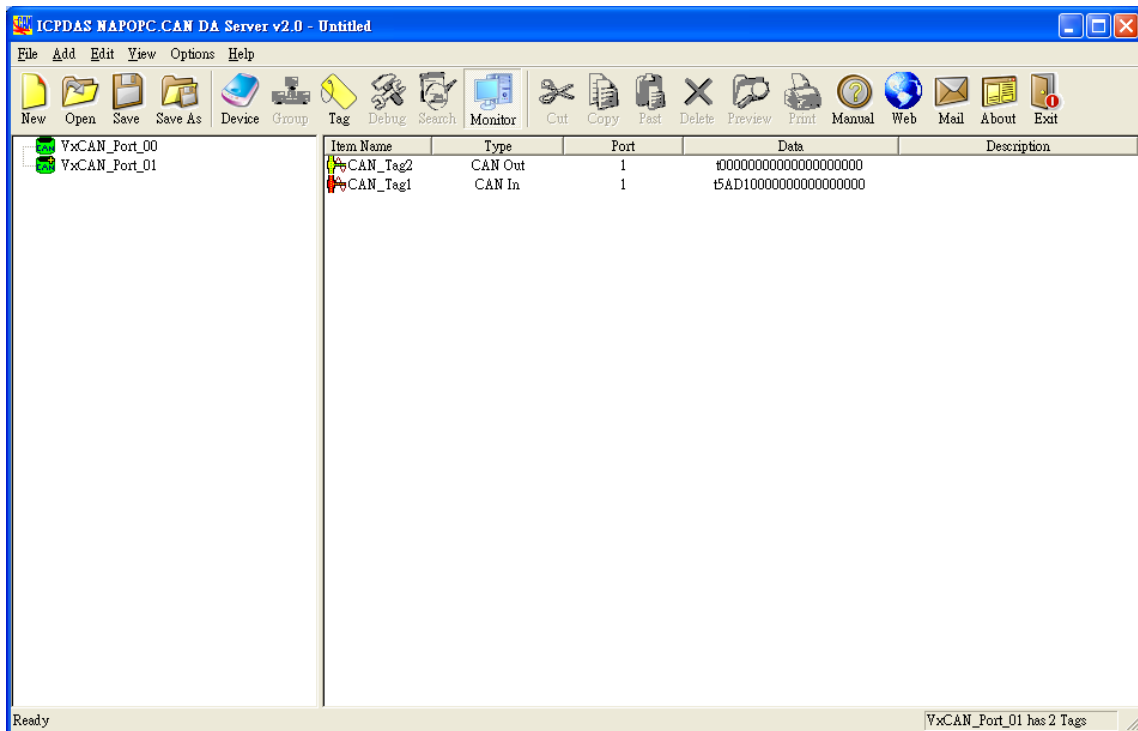 ICPDAS NAPOPC.CAN DA Server v2.0 - Untitled
File Add Edit View Options Help
New Open Save Save As Device Group Tag Debug Search Monitor Cut Copy Past Delete Preview Print Manual Web Mail About Exit
VxCAN_Port_00
VxCAN_Port_01
Item Name Type Port Data Description
CAN_Tag2 CAN Out 1 t00000000000000000000
CAN_Tag1 CAN In 1 t5AD10000000000000000
Ready VxCAN_Port_01 has 2 Tags